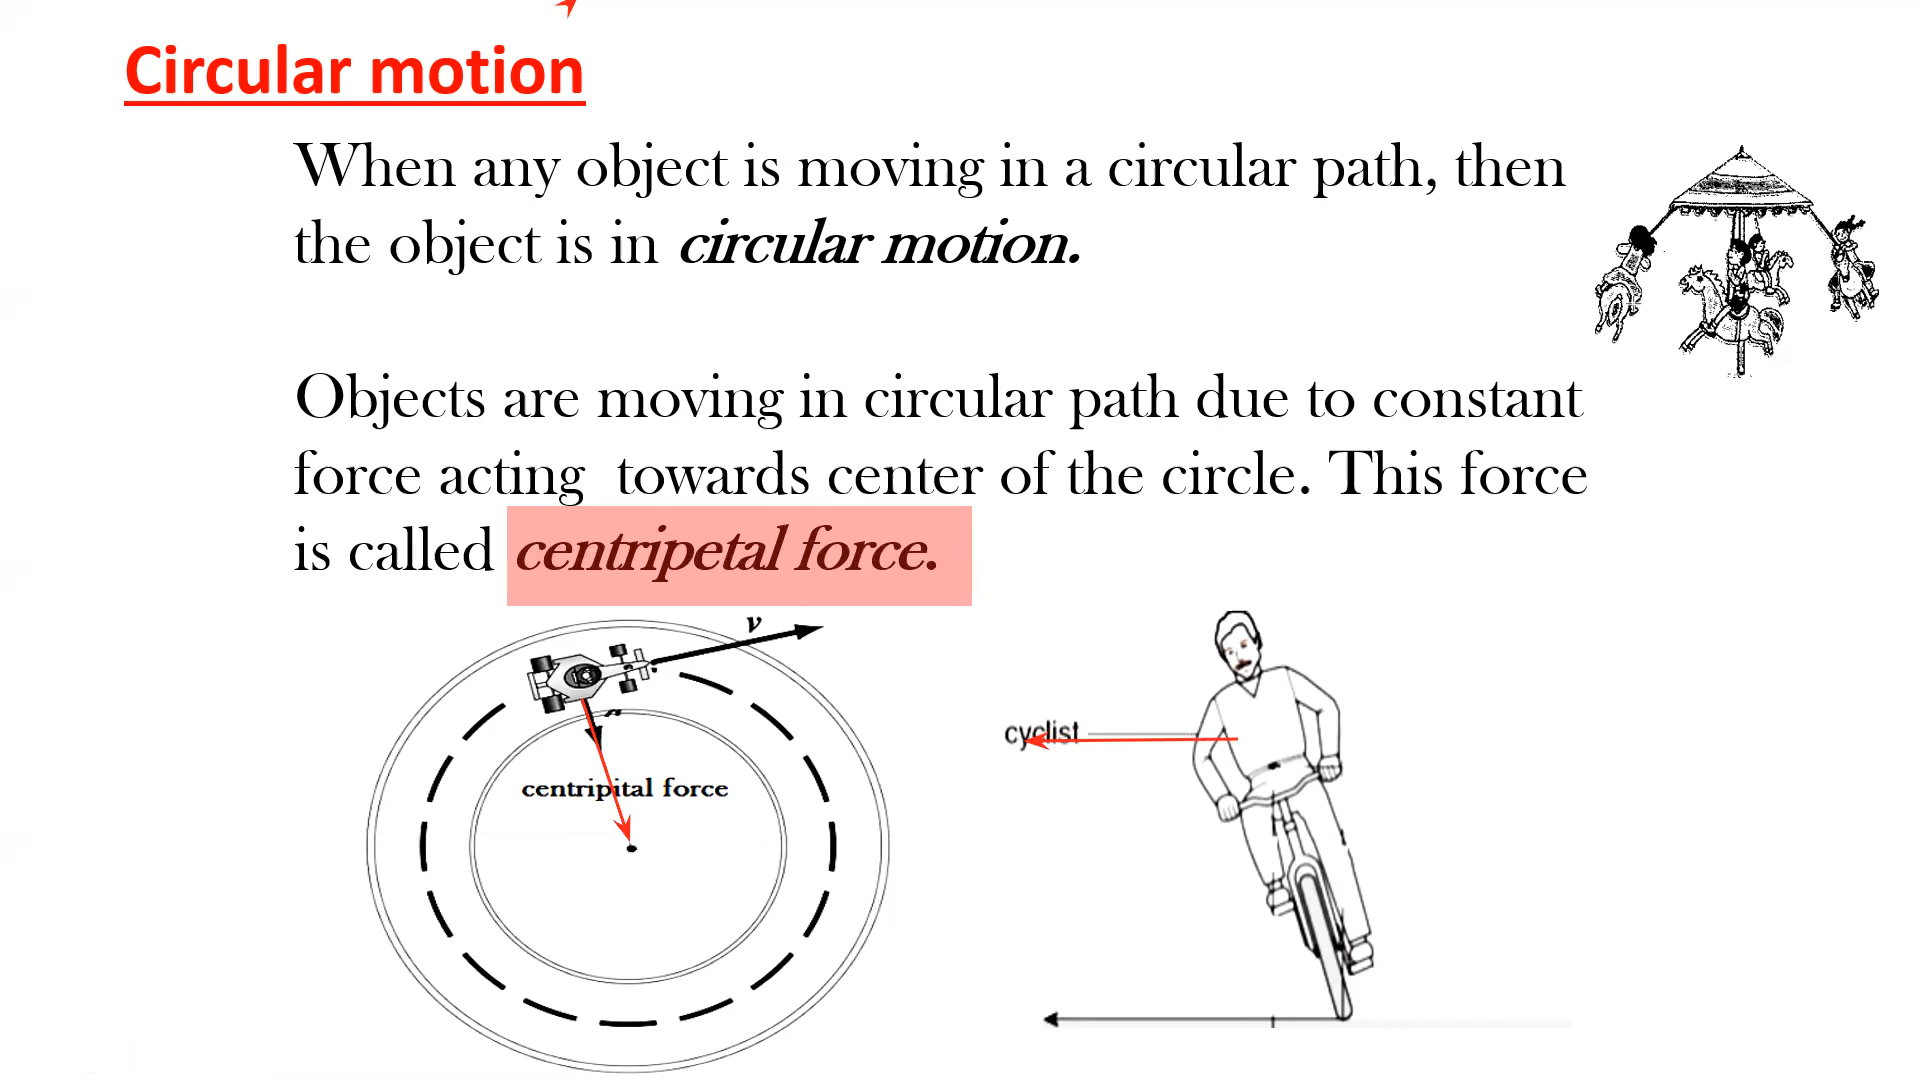 Circular motion
When any object is moving in a circular path, then
the object is in circular motion.
Objects are moving in circular path due to constant
force acting towards center of the circle. This force
is called centripetal force.
v
centripital force
cyclist